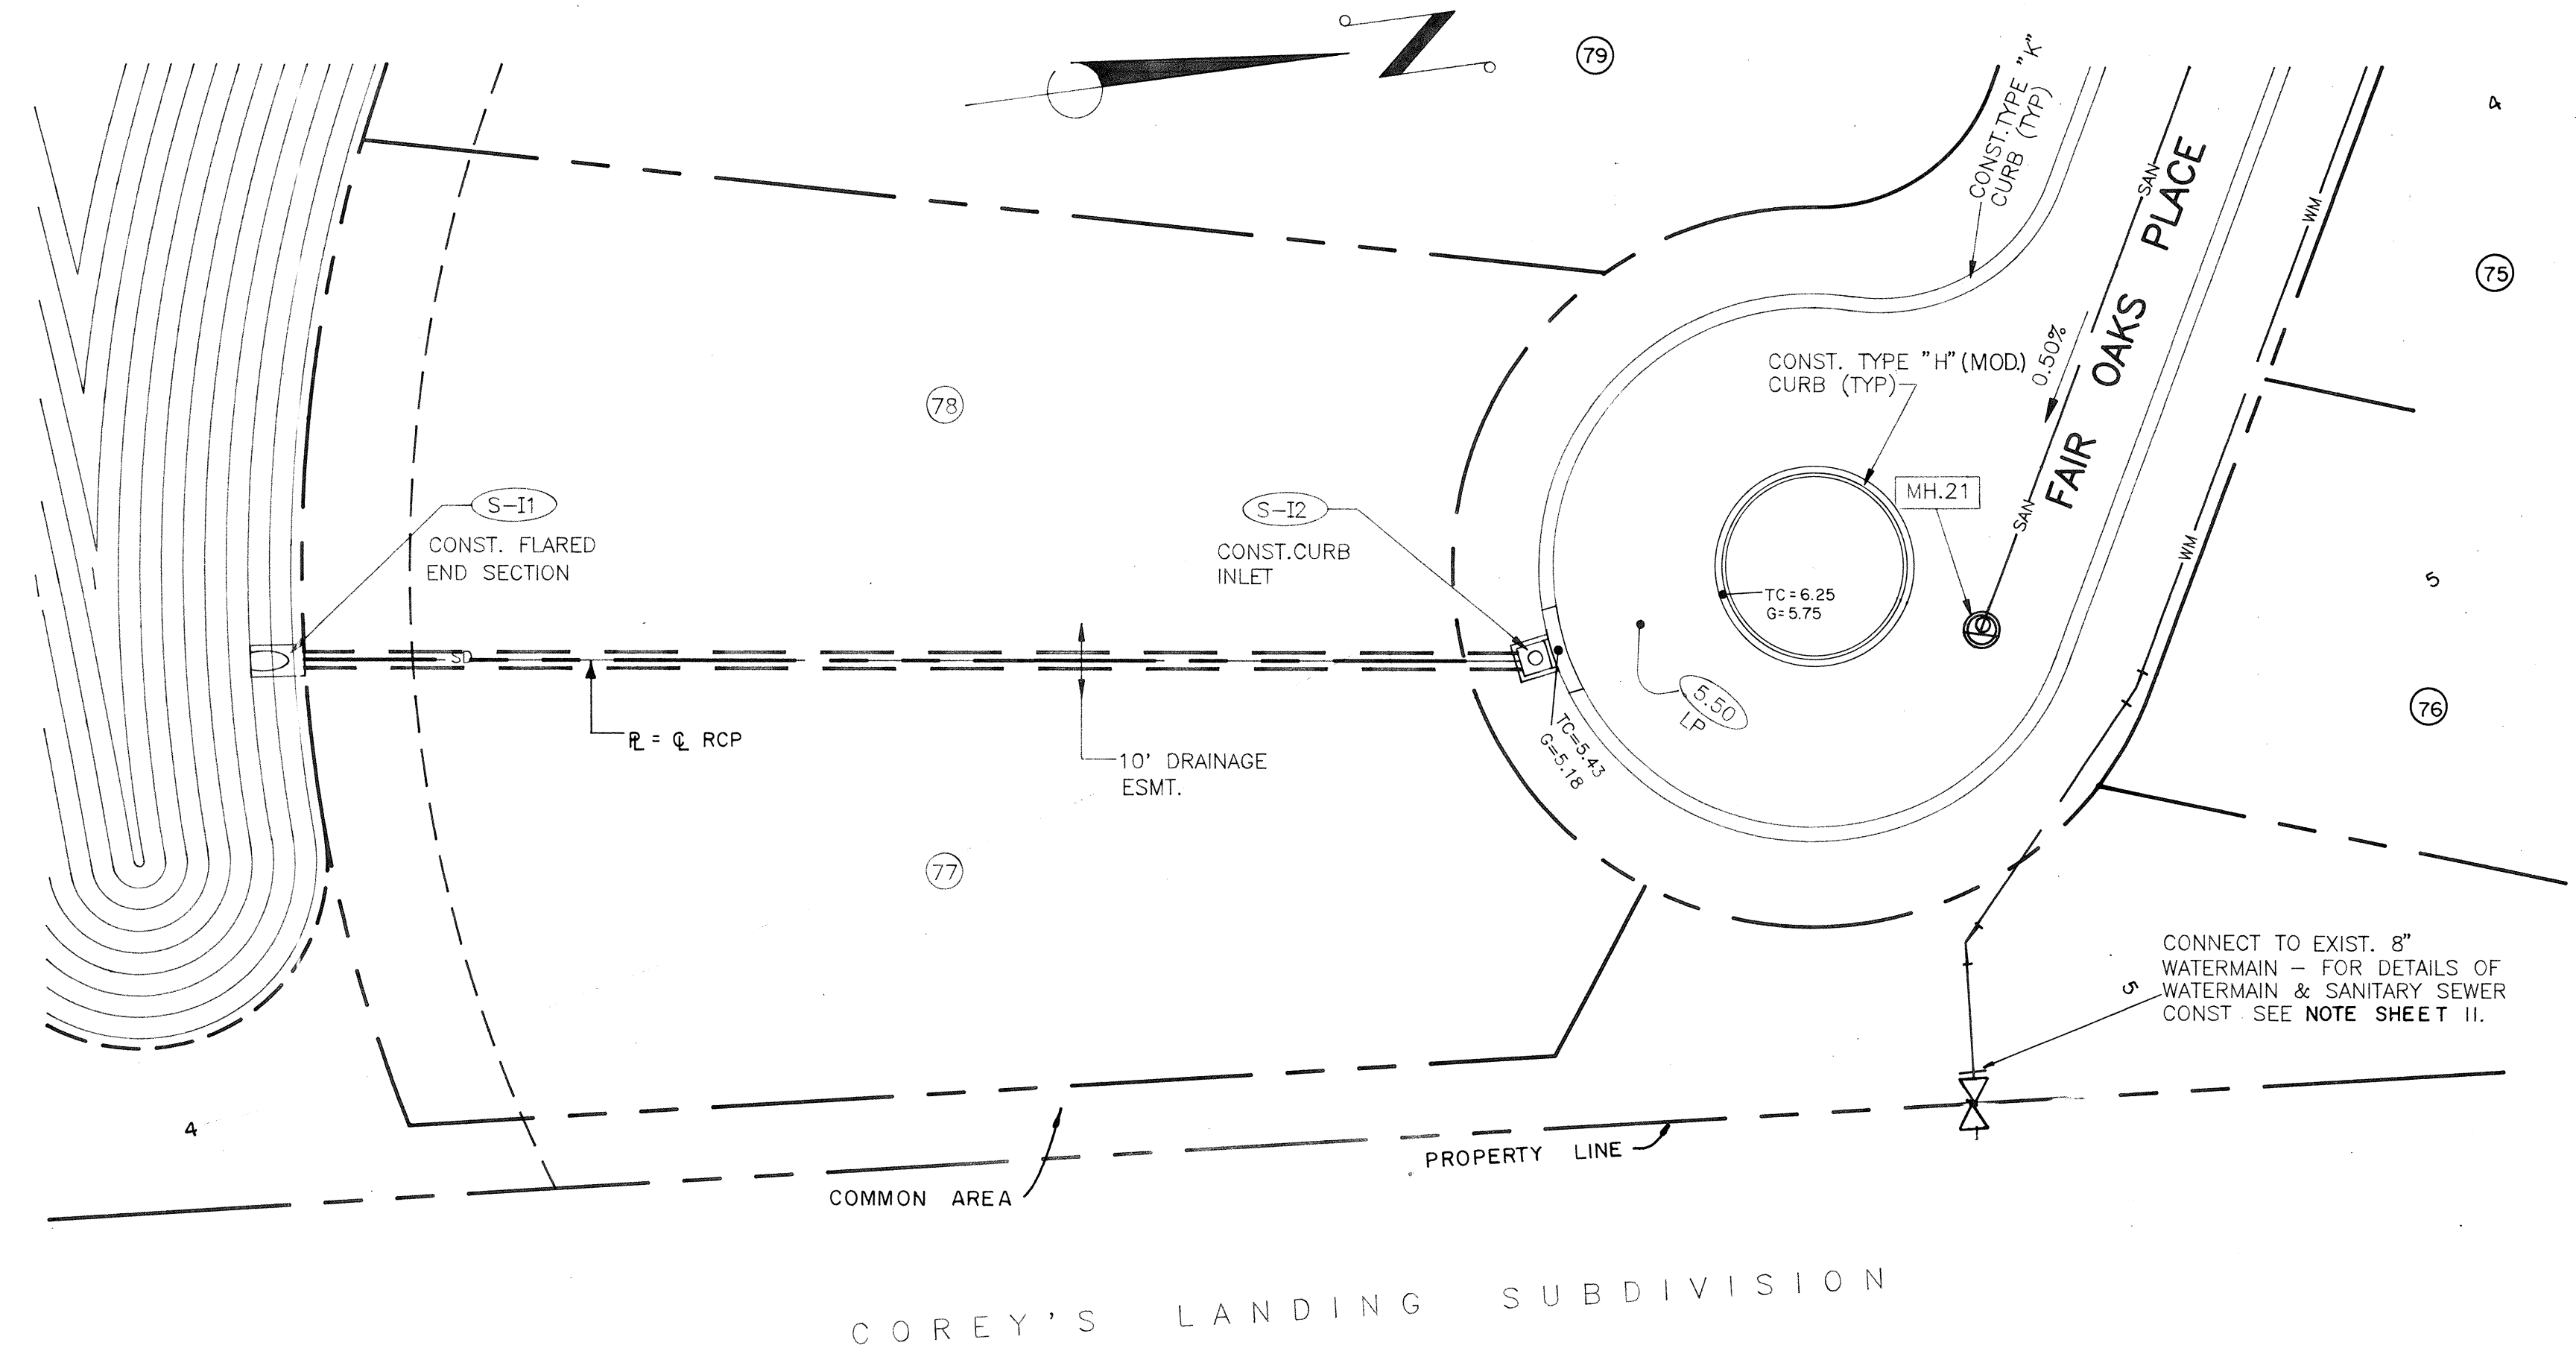 79
CONST. TYPE "K"
CURB (TYP)
4
SAN
PLACE
WM
75
OAKS
0.50%
CONST. TYPE "H" (MOD.)
CURB (TYP)
78
FAIR
MH.21
SAN
S-I1
CONST. FLARED
END SECTION
S-I2
CONST. CURB
INLET
WM
5
TC=6.25
G=5.75
SD
5.50
LP
76
PL = CL RCP
10' DRAINAGE
ESMT.
TC=5.43
G=5.18
77
CONNECT TO EXIST. 8"
WATERMAIN – FOR DETAILS OF
WATERMAIN & SANITARY SEWER
CONST SEE NOTE SHEET 11.
5
4
PROPERTY LINE
COMMON AREA
COREY'S LANDING SUBDIVISION